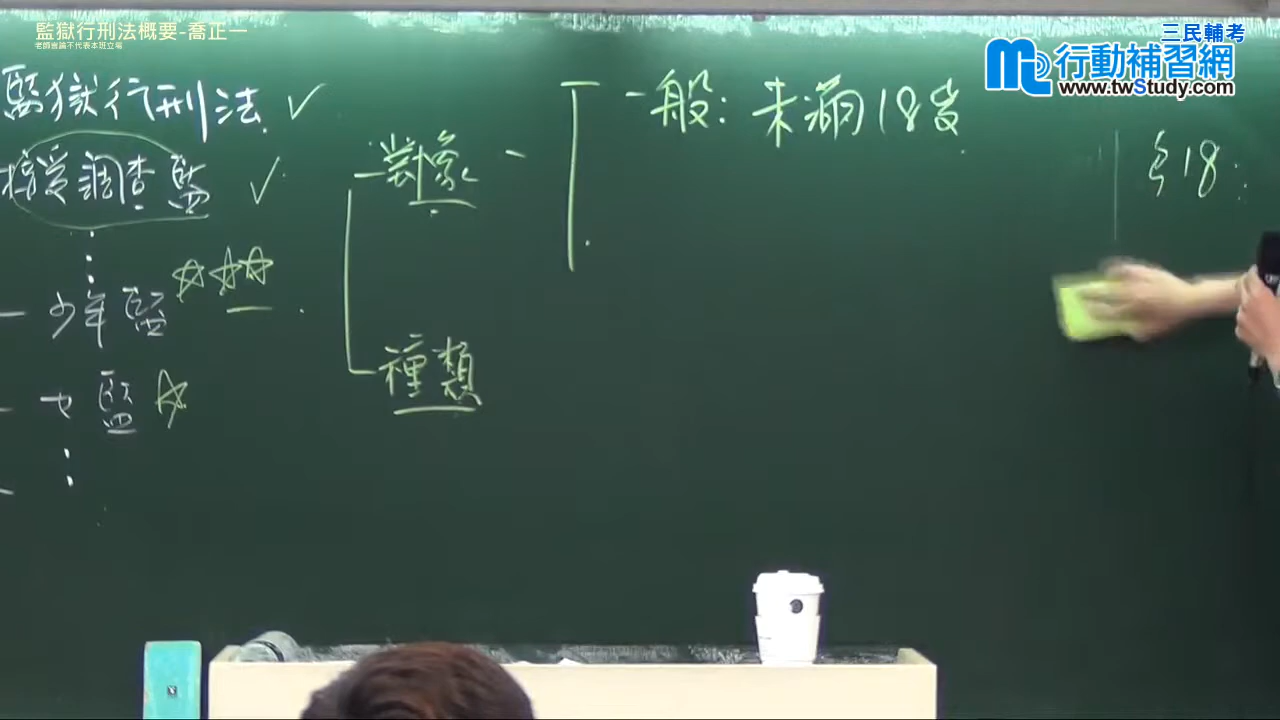 監獄行刑法概要-喬正一
老師言論不代表本班立場
三民輔考
行動補習網
www.twStudy.com
監獄行刑法 ✓
接受調查監 ✓
少年監 ☆☆☆
女監 ☆
對象
種類
一般：未滿18歲
§18：